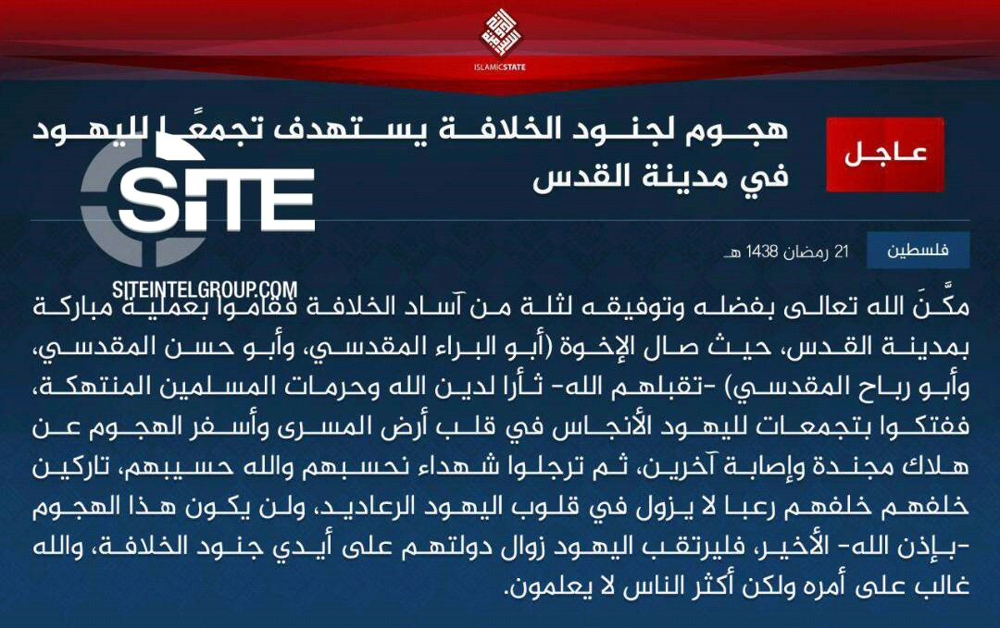 ISLAMIC STATE
عاجل
هجوم لجنود الخلافة يستهدف تجمعًا لليهود
في مدينة القدس
SITE
SITEINTELGROUP.COM
فلسطين
21 رمضان 1438 هـ
مكَّنَ الله تعالى بفضله وتوفيقه لثلة من آساد الخلافة فقاموا بعملية مباركة
بمدينة القدس، حيث صال الإخوة (أبو البراء المقدسي، وأبو حسن المقدسي،
وأبو رباح المقدسي) -تقبلهم الله- ثأرا لدين الله وحرمات المسلمين المنتهكة،
ففتكوا بتجمعات لليهود الأنجاس في قلب أرض المسرى وأسفر الهجوم عن
هلاك مجندة وإصابة آخرين، ثم ترجلوا شهداء نحسبهم والله حسيبهم، تاركين
خلفهم خلفهم رعبا لا يزول في قلوب اليهود الرعاديد، ولن يكون هذا الهجوم
-بإذن الله- الأخير، فليرتقب اليهود زوال دولتهم على أيدي جنود الخلافة، والله
غالب على أمره ولكن أكثر الناس لا يعلمون.